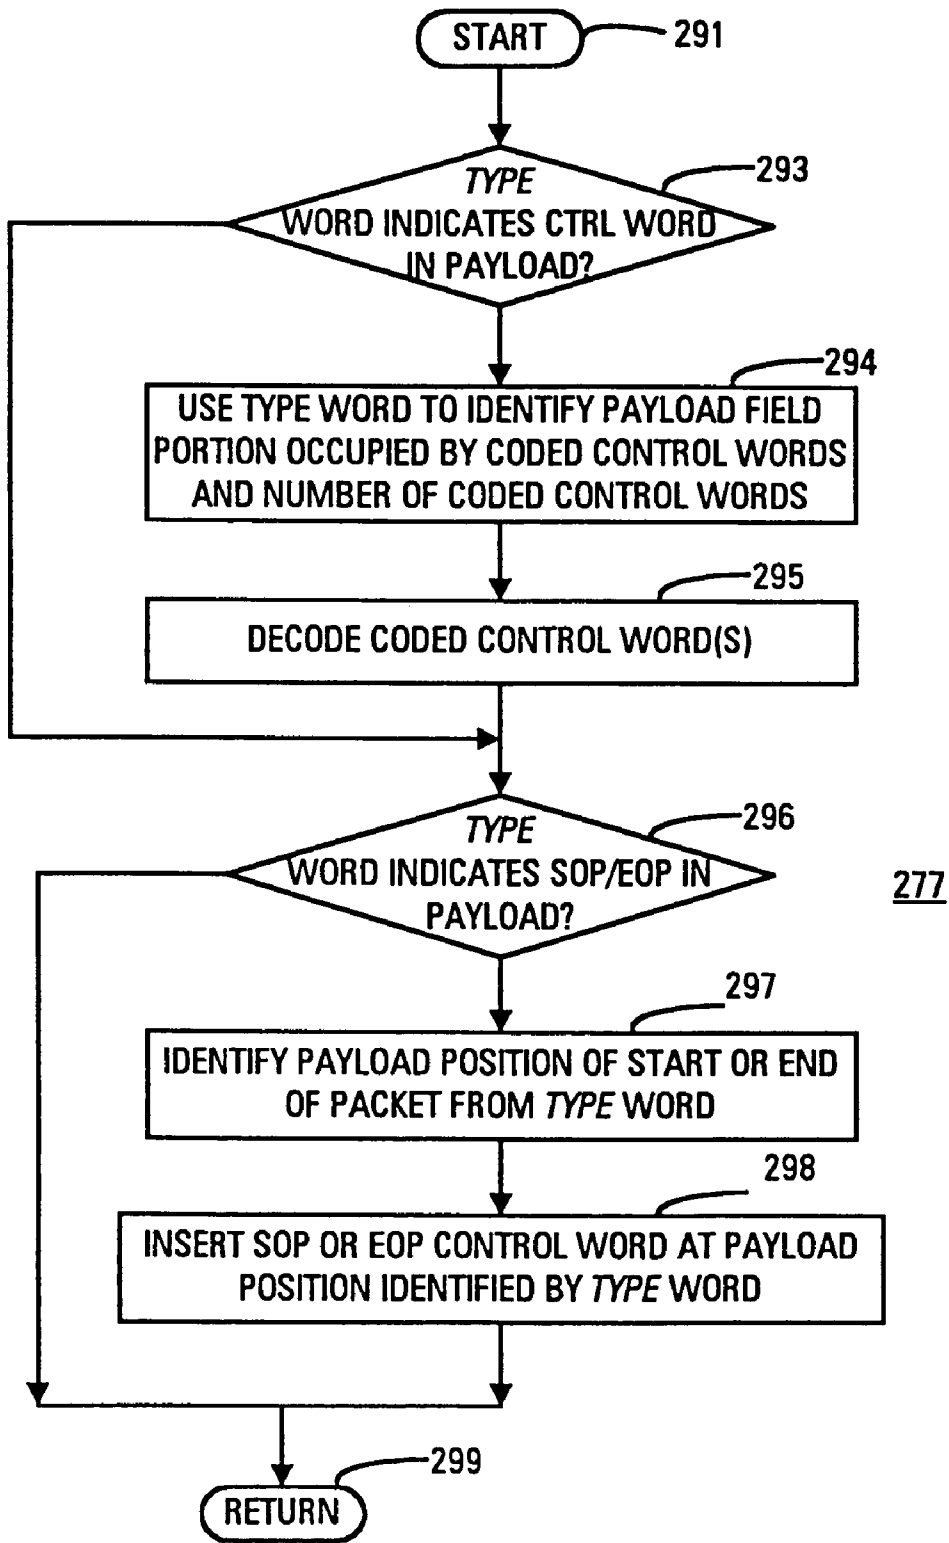 START
291
TYPE
WORD INDICATES CTRL WORD
IN PAYLOAD?
293
294
USE TYPE WORD TO IDENTIFY PAYLOAD FIELD
PORTION OCCUPIED BY CODED CONTROL WORDS
AND NUMBER OF CODED CONTROL WORDS
295
DECODE CODED CONTROL WORD(S)
296
TYPE
WORD INDICATES SOP/EOP IN
PAYLOAD?
277
297
IDENTIFY PAYLOAD POSITION OF START OR END
OF PACKET FROM TYPE WORD
298
INSERT SOP OR EOP CONTROL WORD AT PAYLOAD
POSITION IDENTIFIED BY TYPE WORD
299
RETURN